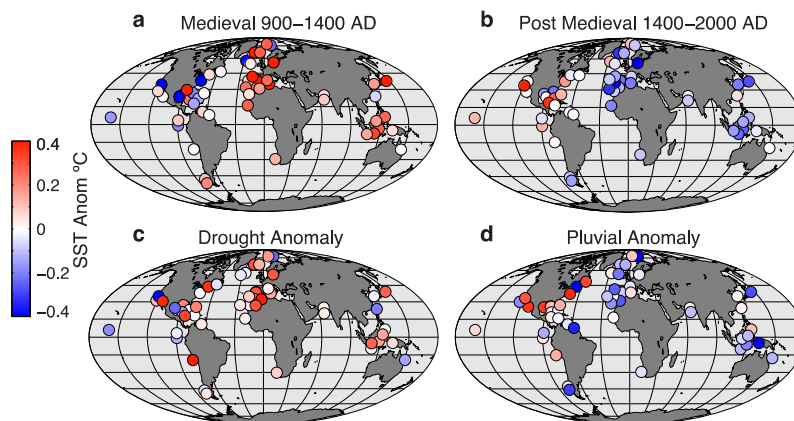 a Medieval 900–1400 AD
b Post Medieval 1400–2000 AD
0.4
0.2
0
−0.2
−0.4
SST Anom °C
c Drought Anomaly
d Pluvial Anomaly